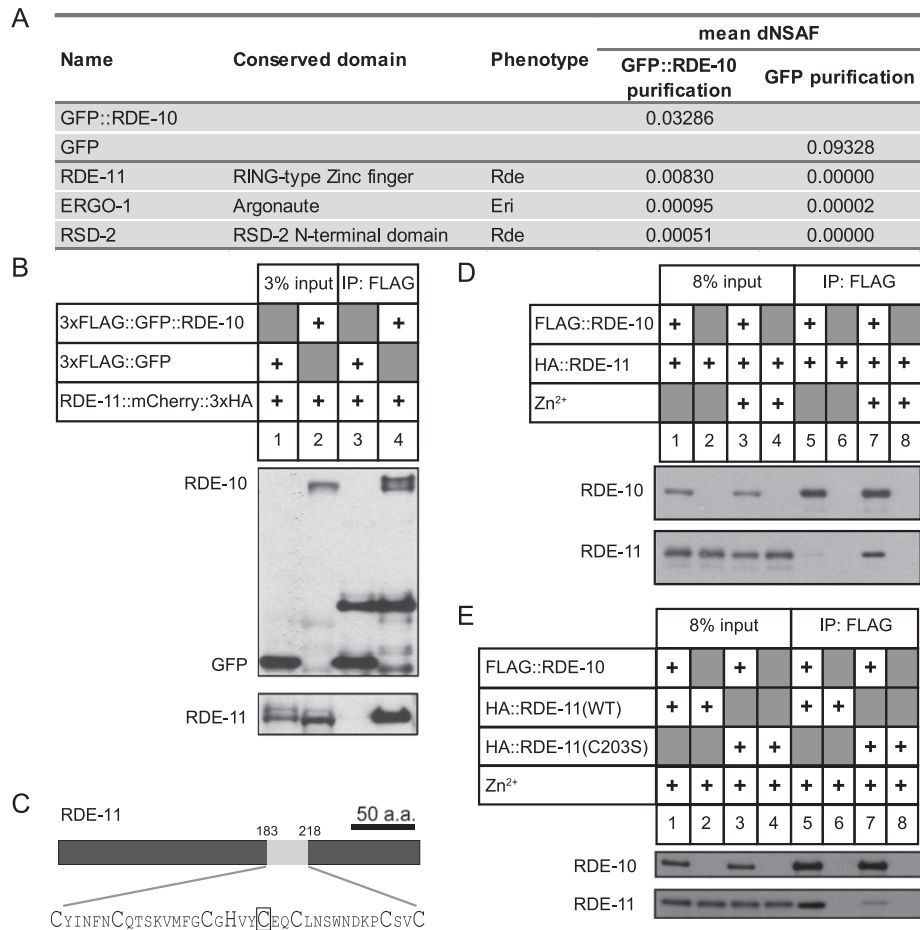 A
mean dNSAF
Name Conserved domain Phenotype GFP::RDE-10 purification GFP purification
GFP::RDE-10 0.03286
GFP 0.09328
RDE-11 RING-type Zinc finger Rde 0.00830 0.00000
ERGO-1 Argonaute Eri 0.00095 0.00002
RSD-2 RSD-2 N-terminal domain Rde 0.00051 0.00000
B
3% input IP: FLAG
3xFLAG::GFP::RDE-10 + +
3xFLAG::GFP + +
RDE-11::mCherry::3xHA + + + +
1 2 3 4
RDE-10
GFP
RDE-11
C
RDE-11
50 a.a.
183 218
CYINFNCQTSKVMFGCGHVYCEQCLNSWNDKPCSVC
D
8% input IP: FLAG
FLAG::RDE-10 + + + +
HA::RDE-11 + + + + + + + +
Zn²⁺ + + + +
1 2 3 4 5 6 7 8
RDE-10
RDE-11
E
8% input IP: FLAG
FLAG::RDE-10 + + + +
HA::RDE-11(WT) + + + +
HA::RDE-11(C203S) + + + +
Zn²⁺ + + + + + + + +
1 2 3 4 5 6 7 8
RDE-10
RDE-11